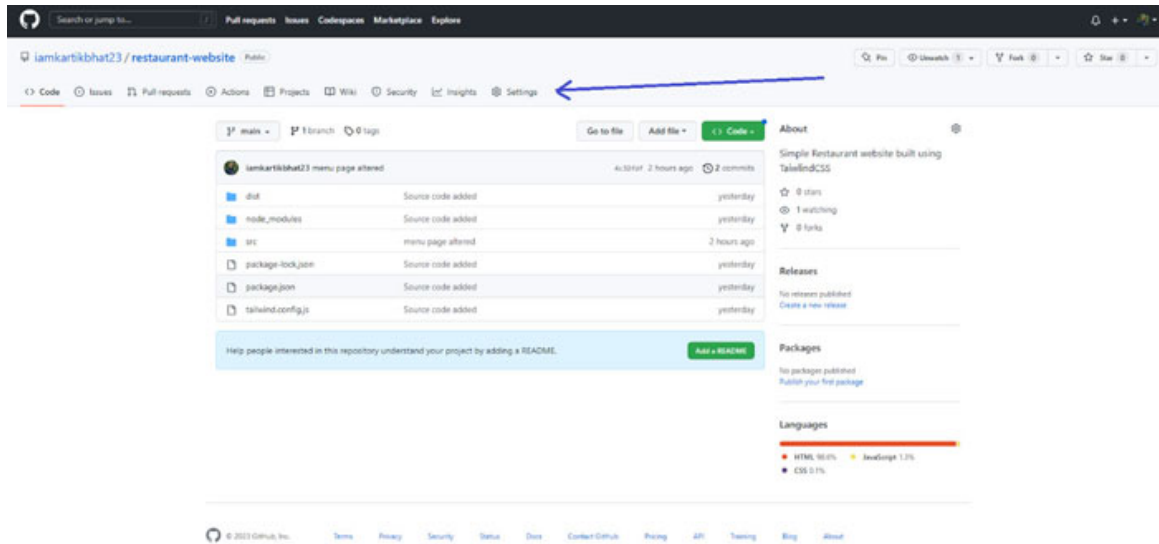 Search or jump to... / Pull requests Issues Codespaces Marketplace Explore
iamkartikbhat23 / restaurant-website Public
Pin Unwatch 1 Fork 0 Star 0
Code Issues Pull requests Actions Projects Wiki Security Insights Settings
main 1 branch 0 tags Go to file Add file Code
iamkartikbhat23 menu page altered 2 hours ago 2 commits
dist Source code added yesterday
node_modules Source code added yesterday
src menu page altered 2 hours ago
package-lock.json Source code added yesterday
package.json Source code added yesterday
tailwind.config.js Source code added yesterday
Help people interested in this repository understand your project by adding a README. Add a README
About
Simple Restaurant website built using
TailwindCSS
0 stars
1 watching
0 forks
Releases
No releases published
Create a new release
Packages
No packages published
Publish your first package
Languages
HTML 98.6% JavaScript 1.3%
CSS 0.1%
© 2023 GitHub, Inc. Terms Privacy Security Status Docs Contact GitHub Pricing API Training Blog About